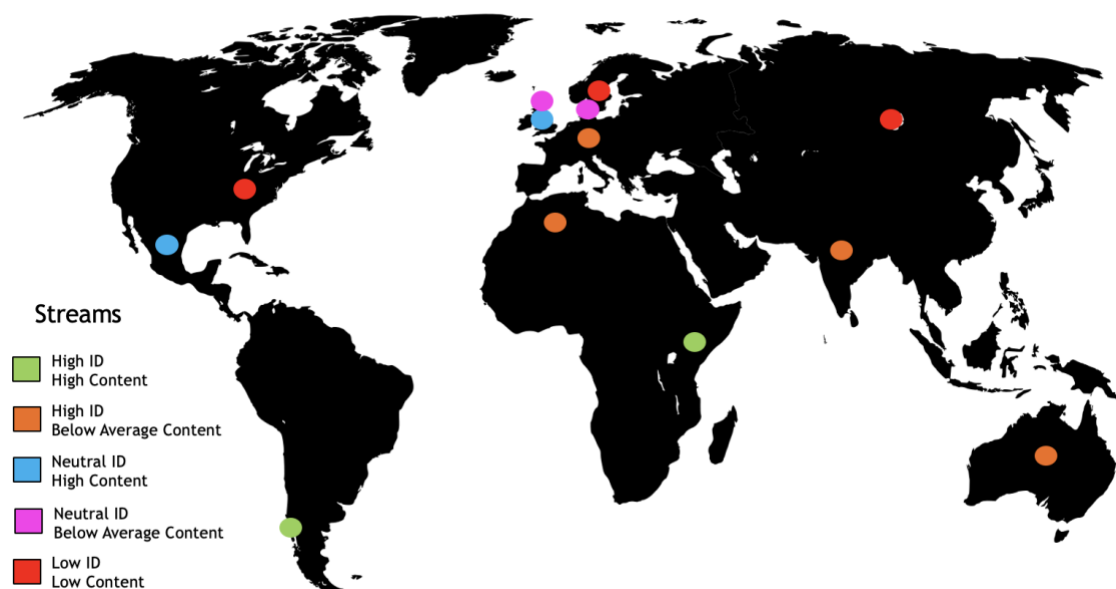 Streams
High ID
High Content
High ID
Below Average Content
Neutral ID
High Content
Neutral ID
Below Average Content
Low ID
Low Content